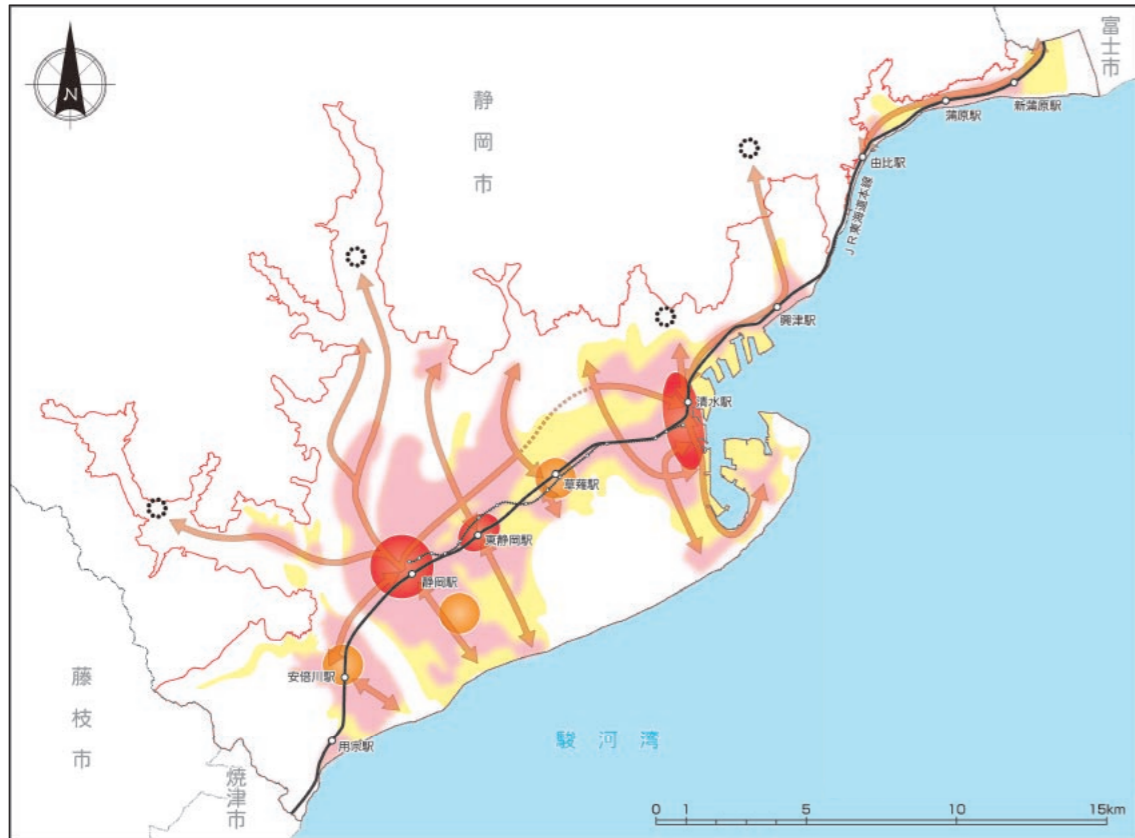 N
静岡市
富士市
新蒲原駅
蒲原駅
由比駅
JR東海道本線
興津駅
清水駅
草薙駅
東静岡駅
静岡駅
安倍川駅
用宗駅
藤枝市
焼津市
駿河湾
0 1 5 10 15km